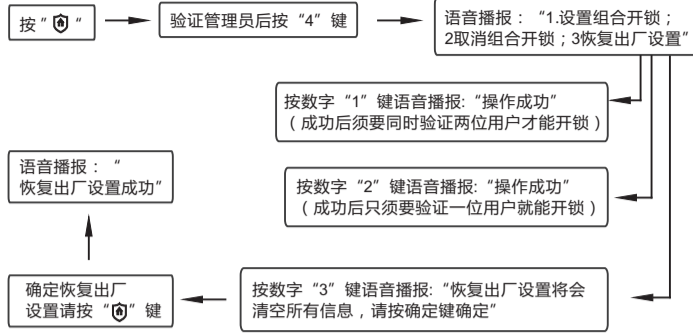 按“ ”
验证管理员后按“4”键
语音播报：“1.设置组合开锁；
2取消组合开锁；3恢复出厂设置”
按数字“1”键语音播报:“操作成功”
（成功后须要同时验证两位用户才能开锁）
按数字“2”键语音播报:“操作成功”
（成功后只须要验证一位用户就能开锁）
按数字“3”键语音播报:“恢复出厂设置将会
清空所有信息，请按确定键确定”
确定恢复出厂
设置请按“ ”键
语音播报：“
恢复出厂设置成功”